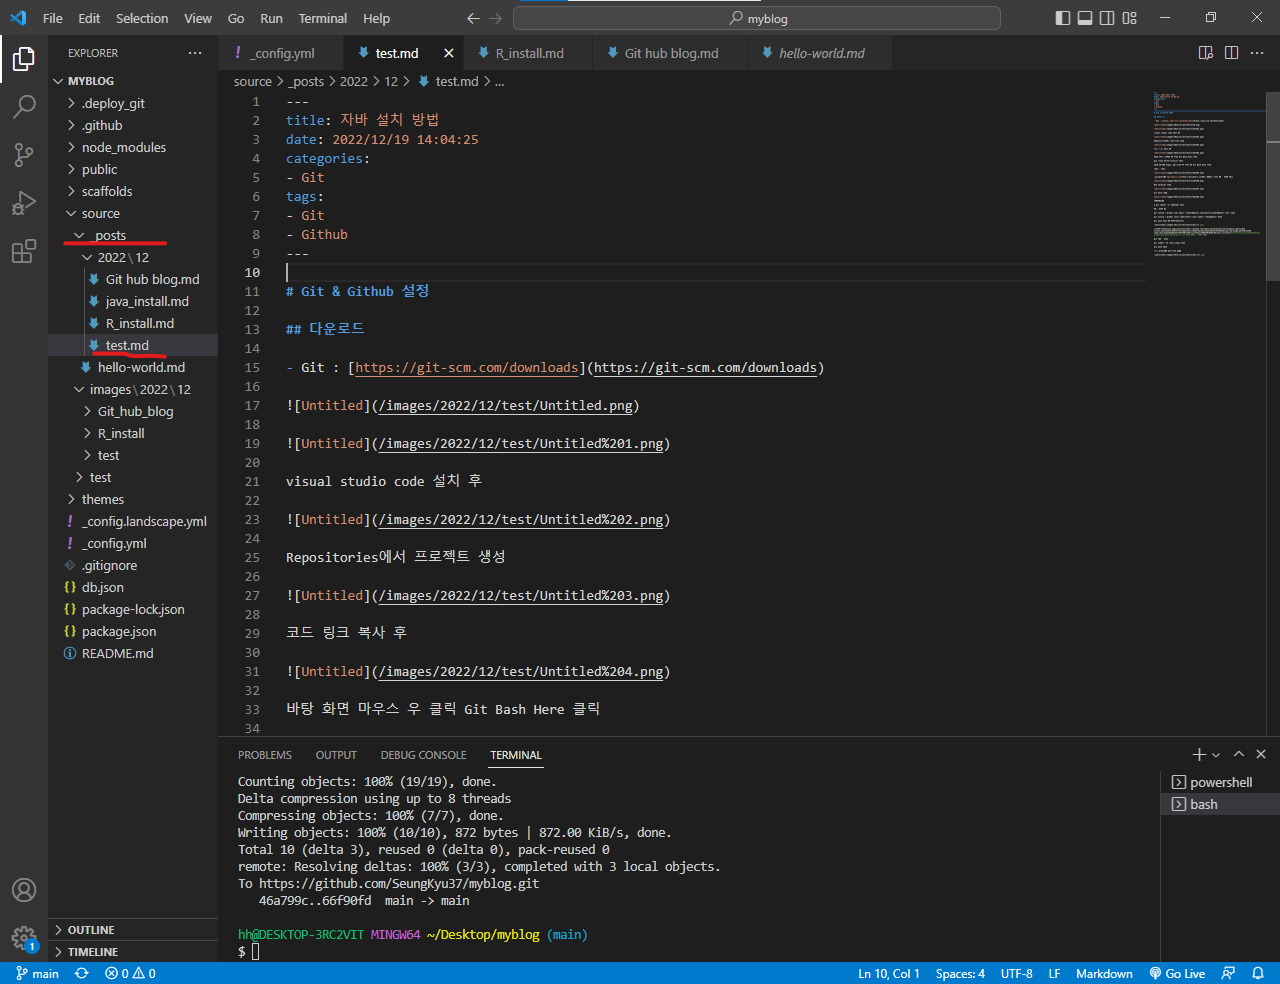 File Edit Selection View Go Run Terminal Help
myblog
EXPLORER
MYBLOG
.deploy_git
.github
node_modules
public
scaffolds
source
_posts
2022\12
Git hub blog.md
java_install.md
R_install.md
test.md
hello-world.md
images\2022\12
Git_hub_blog
R_install
test
test
themes
_config.landscape.yml
_config.yml
.gitignore
db.json
package-lock.json
package.json
README.md
OUTLINE
TIMELINE
_config.yml test.md R_install.md Git hub blog.md hello-world.md
source > _posts > 2022 > 12 > test.md > ...
1 ---
2 title: 자바 설치 방법
3 date: 2022/12/19 14:04:25
4 categories:
5 - Git
6 tags:
7 - Git
8 - Github
9 ---
10
11 # Git & Github 설정
12
13 ## 다운로드
14
15 - Git : [https://git-scm.com/downloads](https://git-scm.com/downloads)
16
17 ![Untitled](/images/2022/12/test/Untitled.png)
18
19 ![Untitled](/images/2022/12/test/Untitled%201.png)
20
21 visual studio code 설치 후
22
23 ![Untitled](/images/2022/12/test/Untitled%202.png)
24
25 Repositories에서 프로젝트 생성
26
27 ![Untitled](/images/2022/12/test/Untitled%203.png)
28
29 코드 링크 복사 후
30
31 ![Untitled](/images/2022/12/test/Untitled%204.png)
32
33 바탕 화면 마우스 우 클릭 Git Bash Here 클릭
34
PROBLEMS OUTPUT DEBUG CONSOLE TERMINAL
Counting objects: 100% (19/19), done.
Delta compression using up to 8 threads
Compressing objects: 100% (7/7), done.
Writing objects: 100% (10/10), 872 bytes | 872.00 KiB/s, done.
Total 10 (delta 3), reused 0 (delta 0), pack-reused 0
remote: Resolving deltas: 100% (3/3), completed with 3 local objects.
To https://github.com/SeungKyu37/myblog.git
46a799c..66f90fd main -> main
hh@DESKTOP-3RC2VIT MINGW64 ~/Desktop/myblog (main)
$
powershell
bash
1
main 0 0 Ln 10, Col 1 Spaces: 4 UTF-8 LF Markdown Go Live